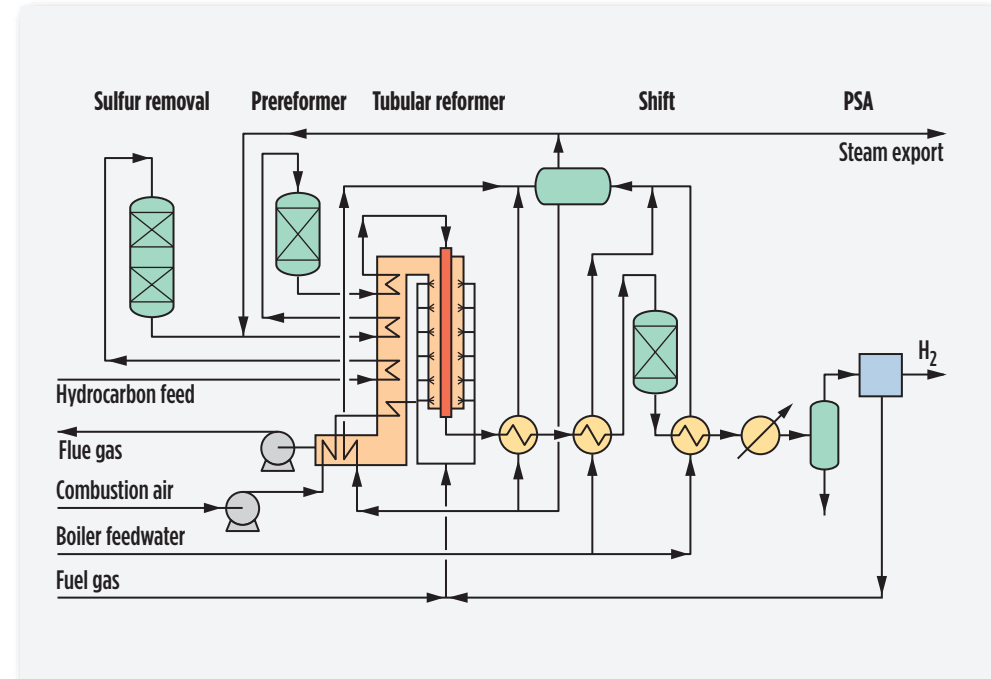 Sulfur removal
Prereformer
Tubular reformer
Shift
PSA
Steam export
H2
Hydrocarbon feed
Flue gas
Combustion air
Boiler feedwater
Fuel gas